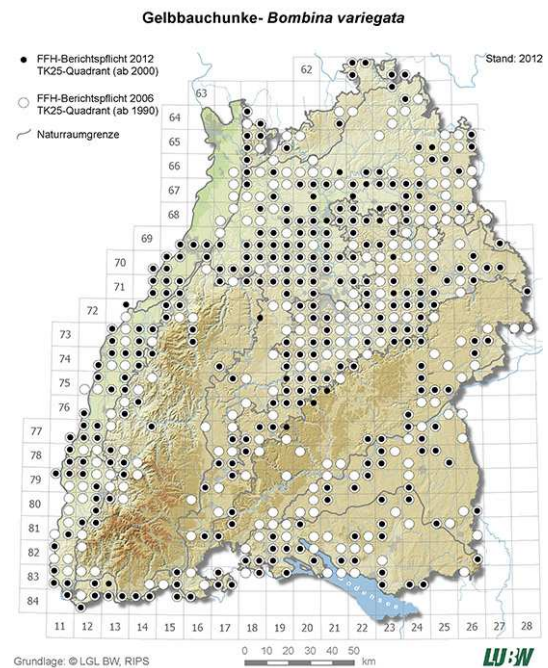 Gelbbauchunke- Bombina variegata
FFH-Berichtspflicht 2012
TK25-Quadrant (ab 2000)
FFH-Berichtspflicht 2006
TK25-Quadrant (ab 1990)
Naturraumgrenze
Stand: 2012
62
63
64
65
66
67
68
69
70
71
72
73
74
75
76
77
78
79
80
81
82
83
84
Bodensee
11 12 13 14 15 16 17 18 19 20 21 22 23 24 25 26 27 28
Grundlage: © LGL BW, RIPS
0 10 20 30 40 50
km
LUBW